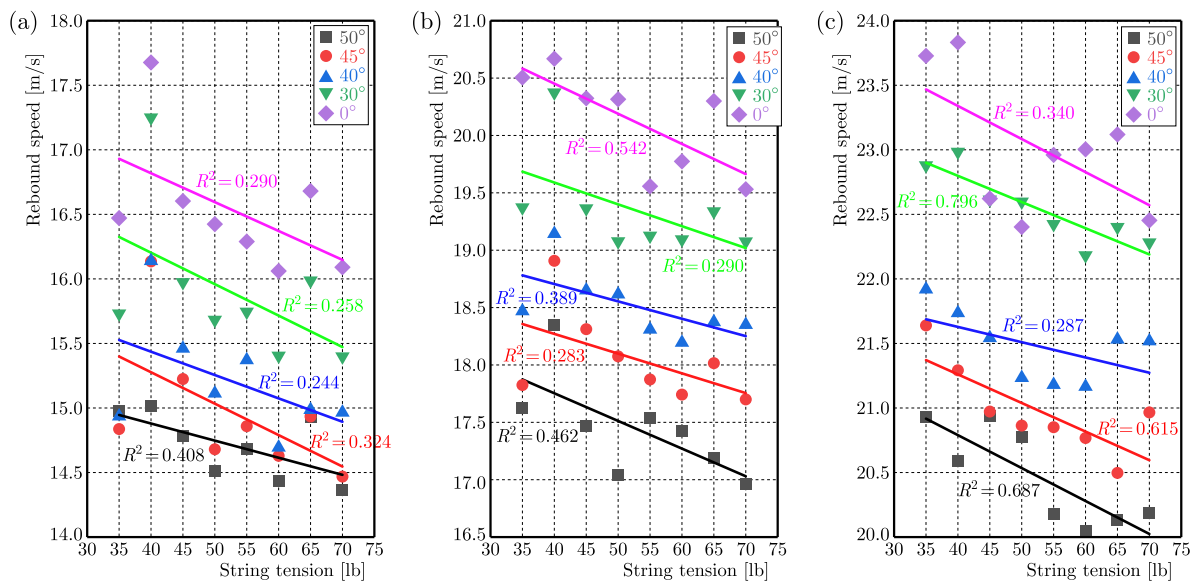 (a)
Rebound speed [m/s]
18.0
17.5
17.0
16.5
16.0
15.5
15.0
14.5
14.0
50°
45°
40°
30°
0°
R²=0.290
R²=0.258
R²=0.244
R²=0.324
R²=0.408
30 35 40 45 50 55 60 65 70 75
String tension [lb]
(b)
Rebound speed [m/s]
21.0
20.5
20.0
19.5
19.0
18.5
18.0
17.5
17.0
16.5
50°
45°
40°
30°
0°
R²=0.542
R²=0.290
R²=0.389
R²=0.283
R²=0.462
30 35 40 45 50 55 60 65 70 75
String tension [lb]
(c)
Rebound speed [m/s]
24.0
23.5
23.0
22.5
22.0
21.5
21.0
20.5
20.0
50°
45°
40°
30°
0°
R²=0.340
R²=0.796
R²=0.287
R²=0.615
R²=0.687
30 35 40 45 50 55 60 65 70 75
String tension [lb]